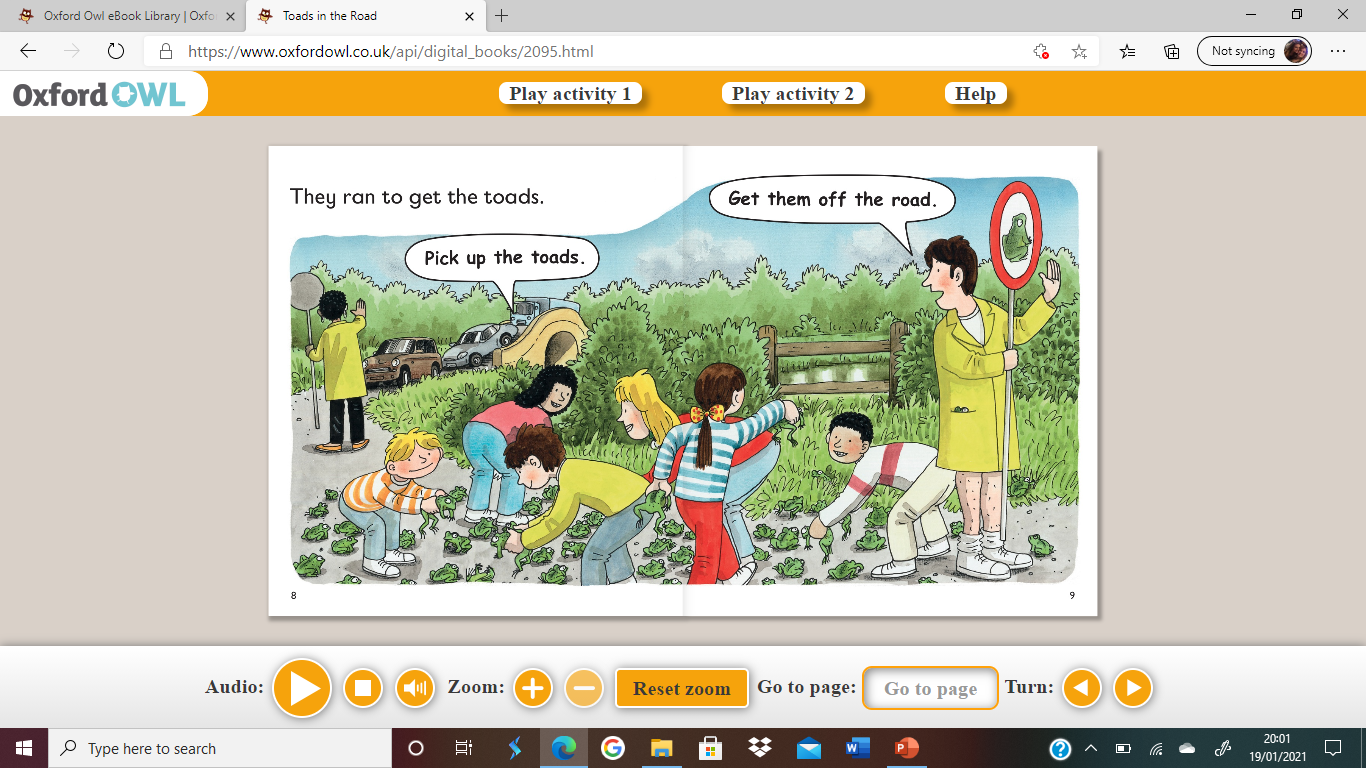 Oxford Owl eBook Library | Oxfo
Toads in the Road
https://www.oxfordowl.co.uk/api/digital_books/2095.html
Not syncing
Oxford OWL
Play activity 1
Play activity 2
Help
They ran to get the toads.
Get them off the road.
Pick up the toads.
8
9
Audio:
Zoom:
Reset zoom
Go to page:
Go to page
Turn:
Type here to search
20:01
19/01/2021